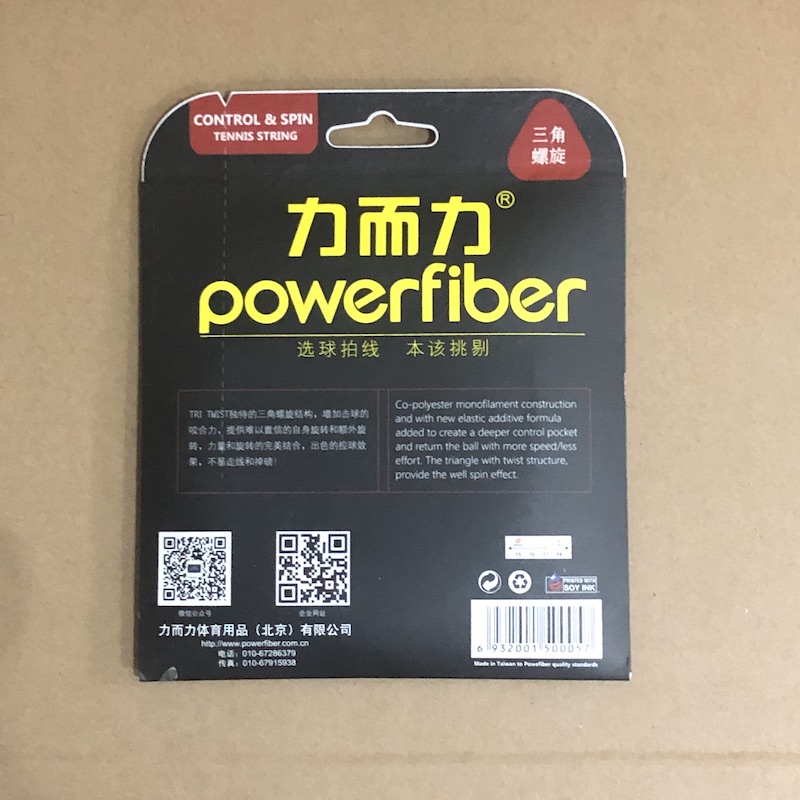 CONTROL & SPIN
TENNIS STRING
三角
螺旋
力而力®
powerfiber
选球拍线 本该挑剔
TRI TWIST独特的三角螺旋结构，增加击球的
咬合力，提供难以置信的自身旋转和额外旋
转，力量和旋转的完美结合，出色的控球效
果，不易走线和掉磅！
Co-polyester monofilament construction
and with new elastic additive formula
added to create a deeper control pocket
and return the ball with more speed/less
effort. The triangle with twist structure,
provide the well spin effect.
微信公众号
企业网址
力而力体育用品（北京）有限公司
http://www.powerfiber.com.cn
电话：010-67286379
传真：010-67915938
15 16 17 18
PRINTED WITH
SOY INK
6 932001 500057
Made in Taiwan to Powefiber quality standards